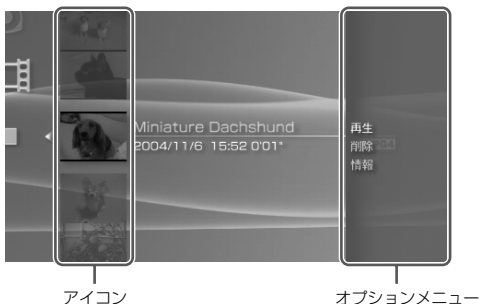 Miniature Dachshund
2004/11/6 15:52 0'01"
再生
削除
情報
アイコン
オプションメニュー